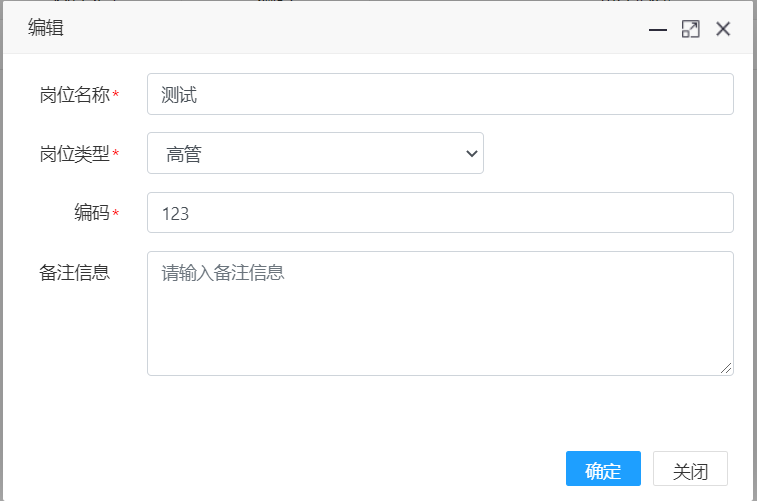 编辑
岗位名称* 测试
岗位类型* 高管
编码* 123
备注信息 请输入备注信息
确定 关闭